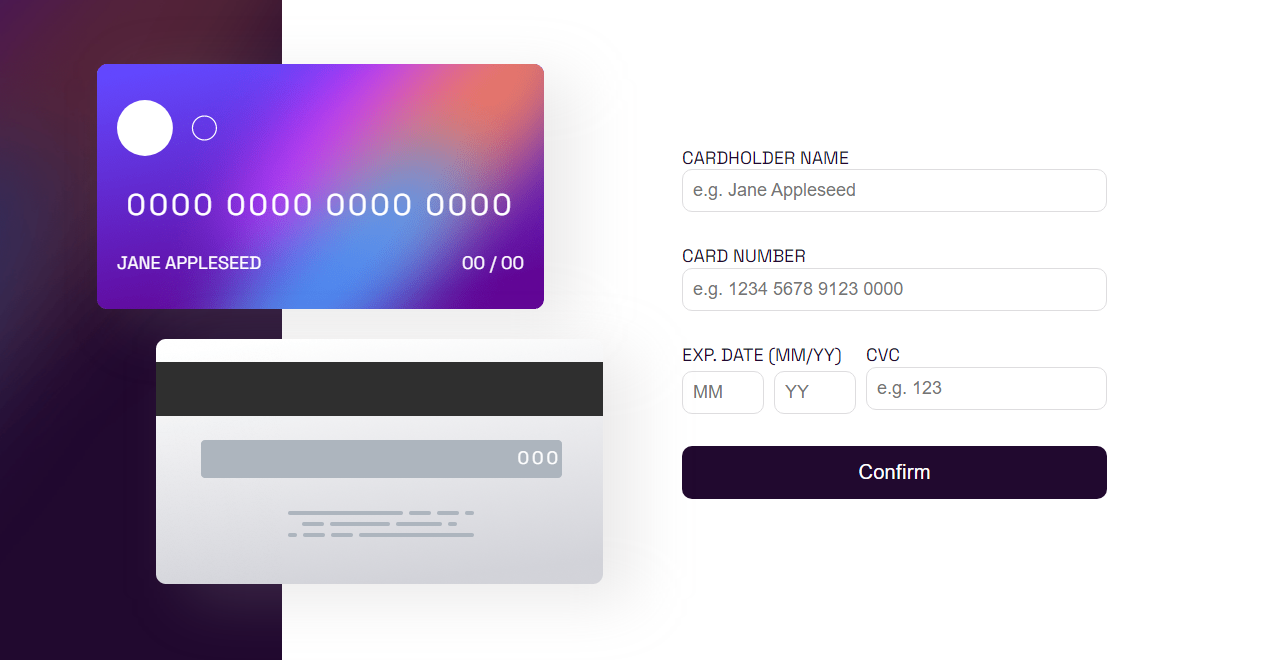 0000 0000 0000 0000
JANE APPLESEED 00 / 00
000
CARDHOLDER NAME
e.g. Jane Appleseed
CARD NUMBER
e.g. 1234 5678 9123 0000
EXP. DATE (MM/YY) CVC
MM YY e.g. 123
Confirm